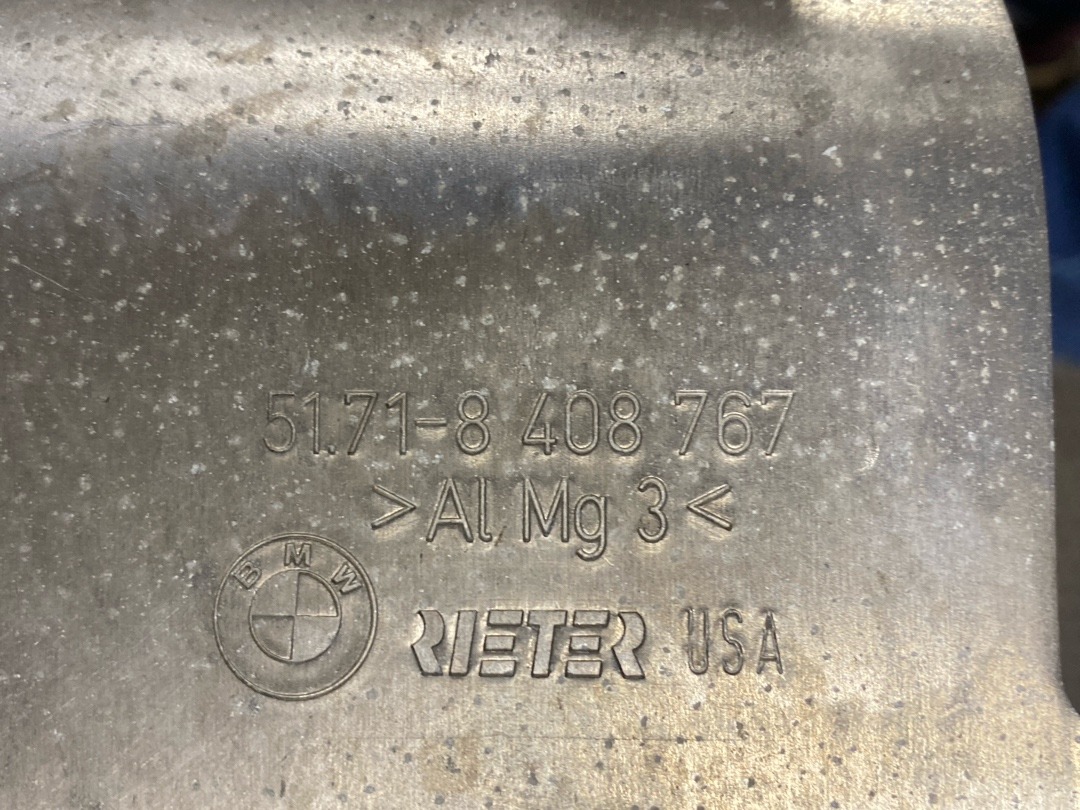 51.71-8 408 767
>Al Mg 3<
BMW
RIETER USA